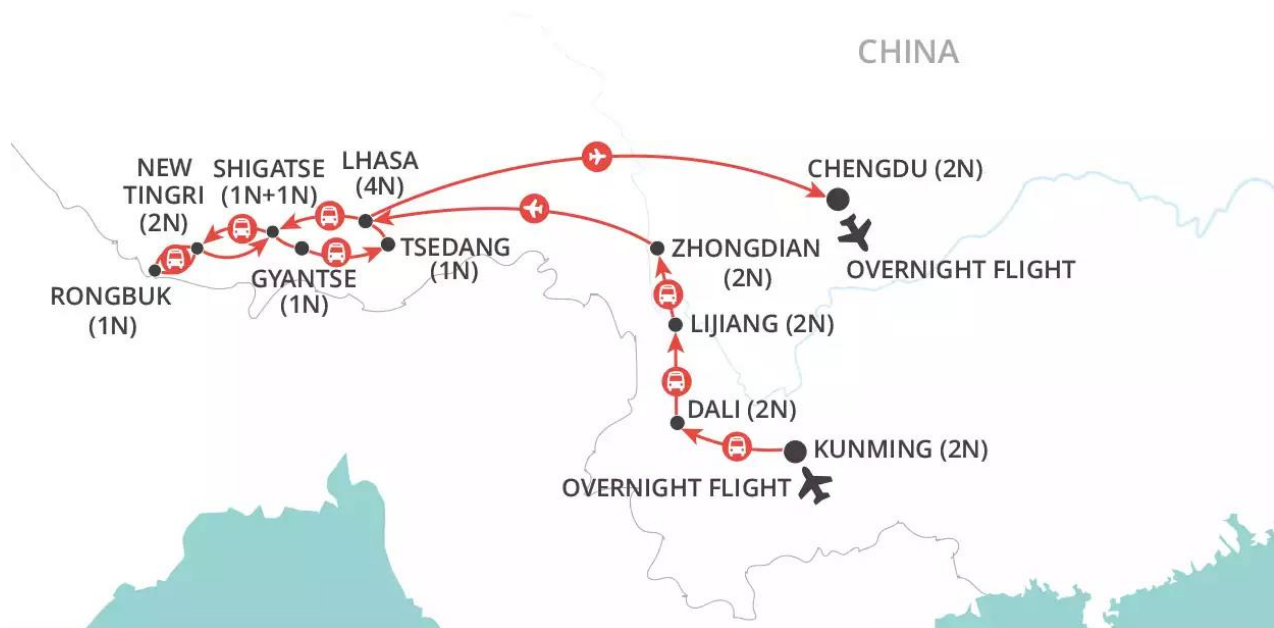 CHINA
NEW
TINGRI
(2N)
SHIGATSE
(1N+1N)
LHASA
(4N)
CHENGDU (2N)
OVERNIGHT FLIGHT
TSEDANG
(1N)
GYANTSE
(1N)
RONGBUK
(1N)
ZHONGDIAN
(2N)
LIJIANG (2N)
DALI (2N)
KUNMING (2N)
OVERNIGHT FLIGHT